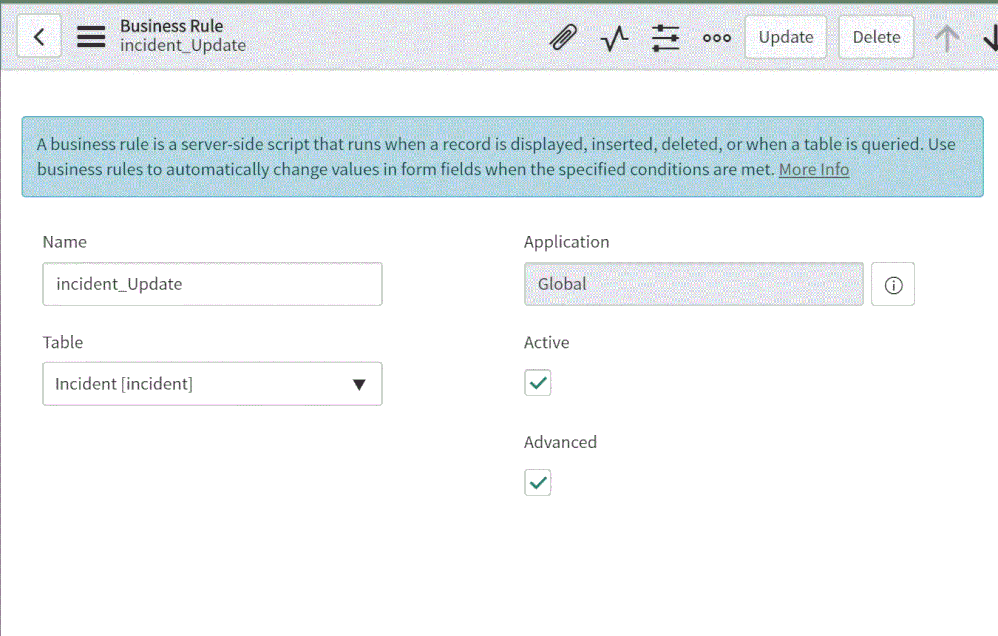 Business Rule
incident_Update
Update
Delete
A business rule is a server-side script that runs when a record is displayed, inserted, deleted, or when a table is queried. Use
business rules to automatically change values in form fields when the specified conditions are met. More Info
Name
incident_Update
Application
Global
Table
Incident [incident]
Active
Advanced